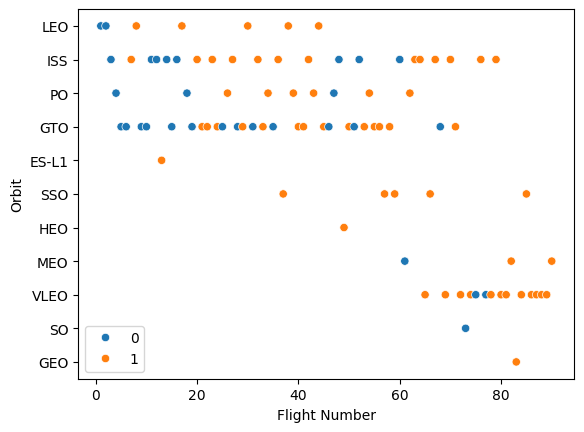 LEO
ISS
PO
GTO
ES-L1
SSO
HEO
MEO
VLEO
SO
GEO
Orbit
0
1
0
20
40
60
80
Flight Number